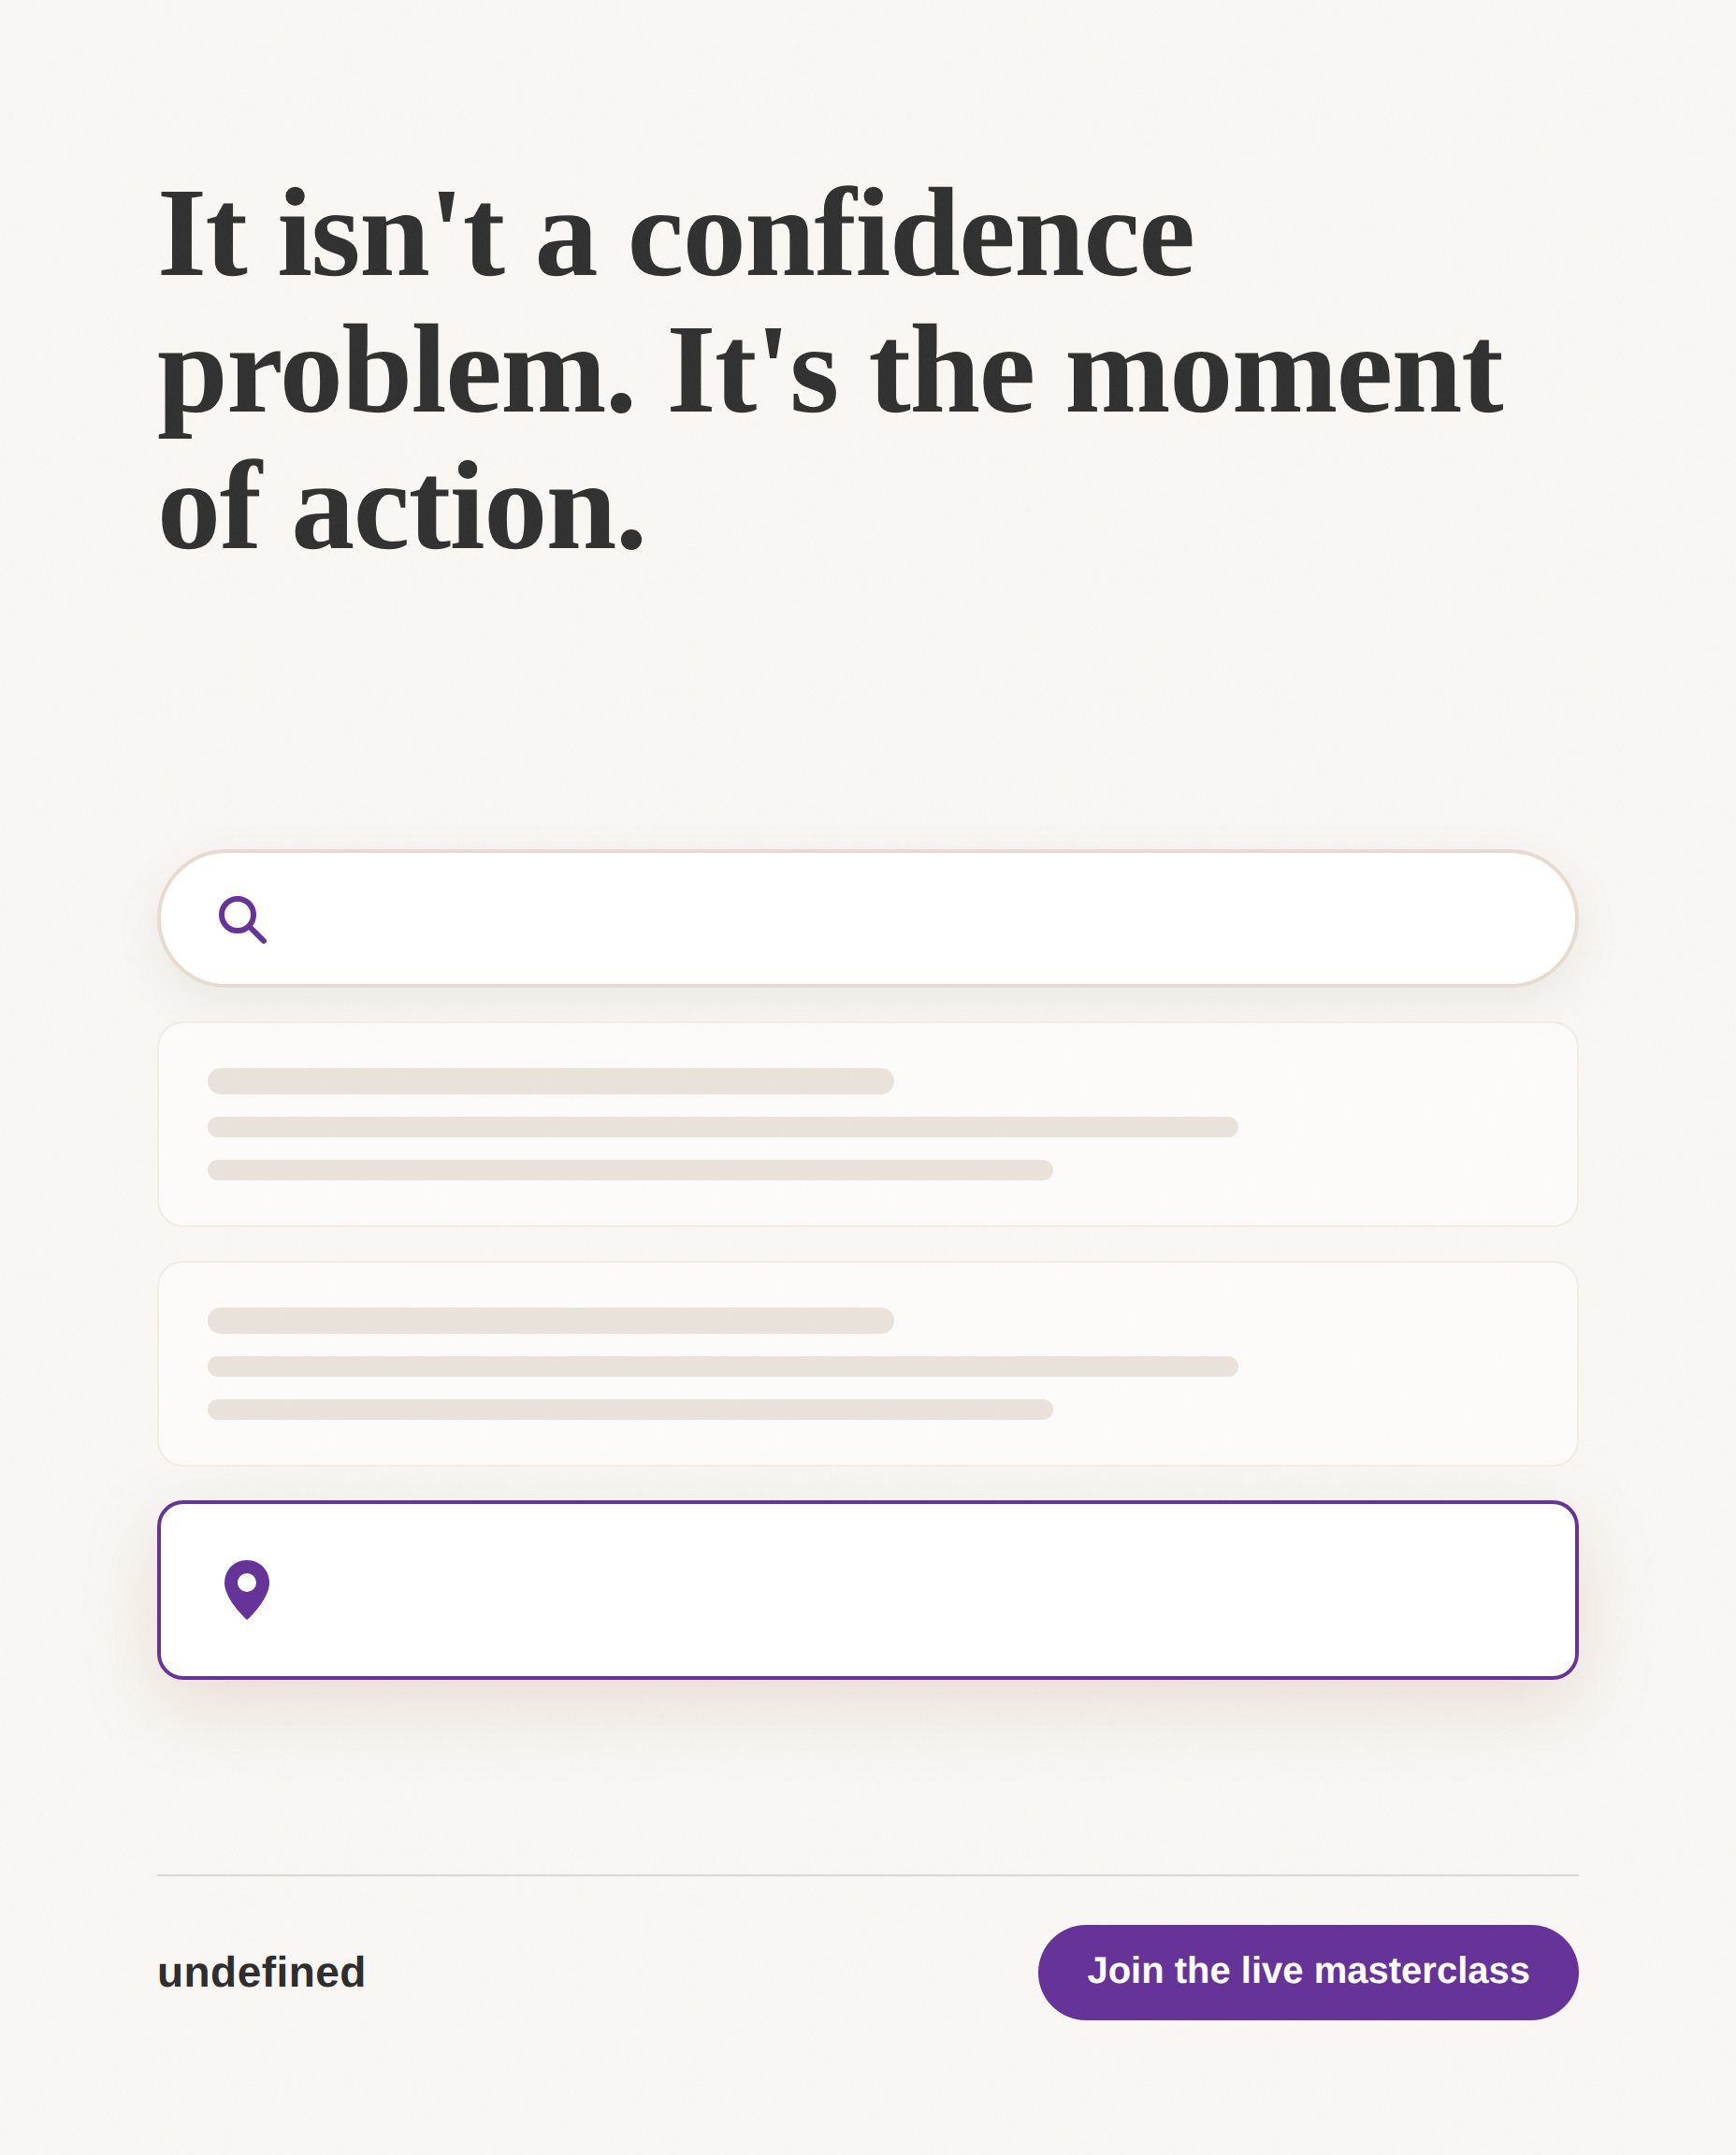 It isn't a confidence
problem. It's the moment
of action.
undefined
Join the live masterclass